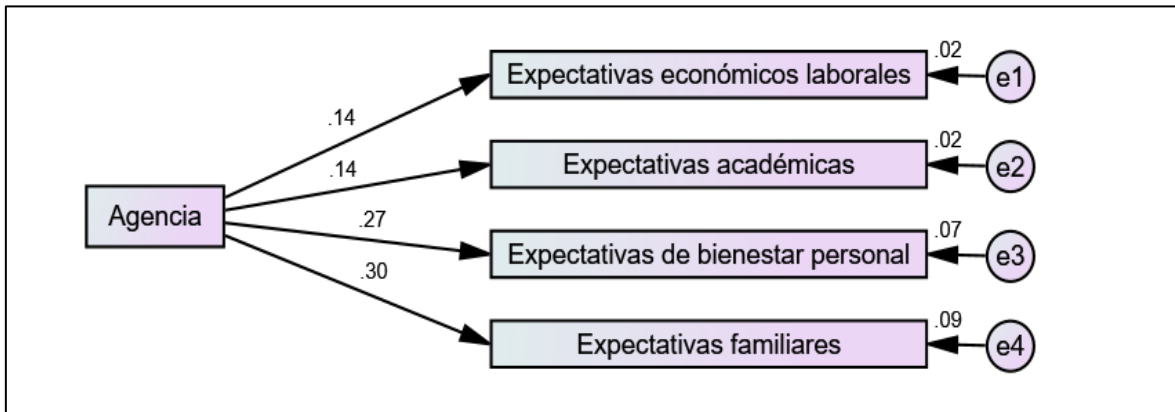 .02
Expectativas económicos laborales
e1
.14
.02
Expectativas académicas
e2
.14
Agencia
.27
.07
Expectativas de bienestar personal
e3
.30
.09
Expectativas familiares
e4